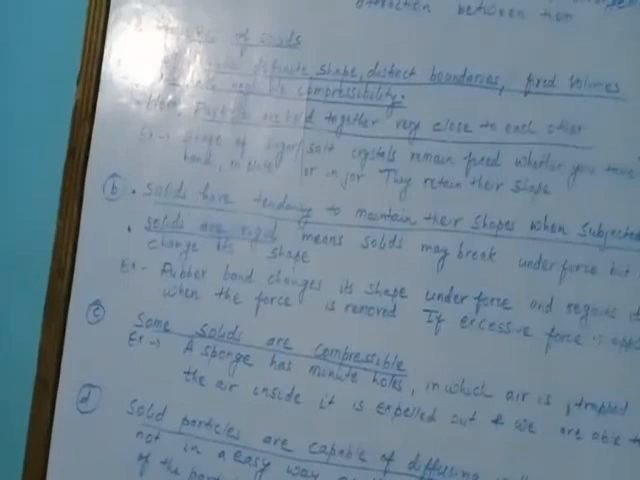 attraction between them
of solids
definite shape, distinct boundaries, fixed volumes
compressibility.
Particles are held together very close to each other
Ex → shape of sugar/salt crystals remain fixed whether you take
hand, in plate or in jar They retain their shape
(b) • Solids have tendency to maintain their shapes when subjected
• solids are rigid means solids may break under force but
change its shape
Ex- Rubber band changes its shape under force and regains
when the force is removed If excessive force is
(c) Some solids are compressible
Ex → A sponge has minute holes, in which air is trapped
the air inside it is expelled out & we are able
(d) Solid particles are capable of diffusing
not in a easy way
of the